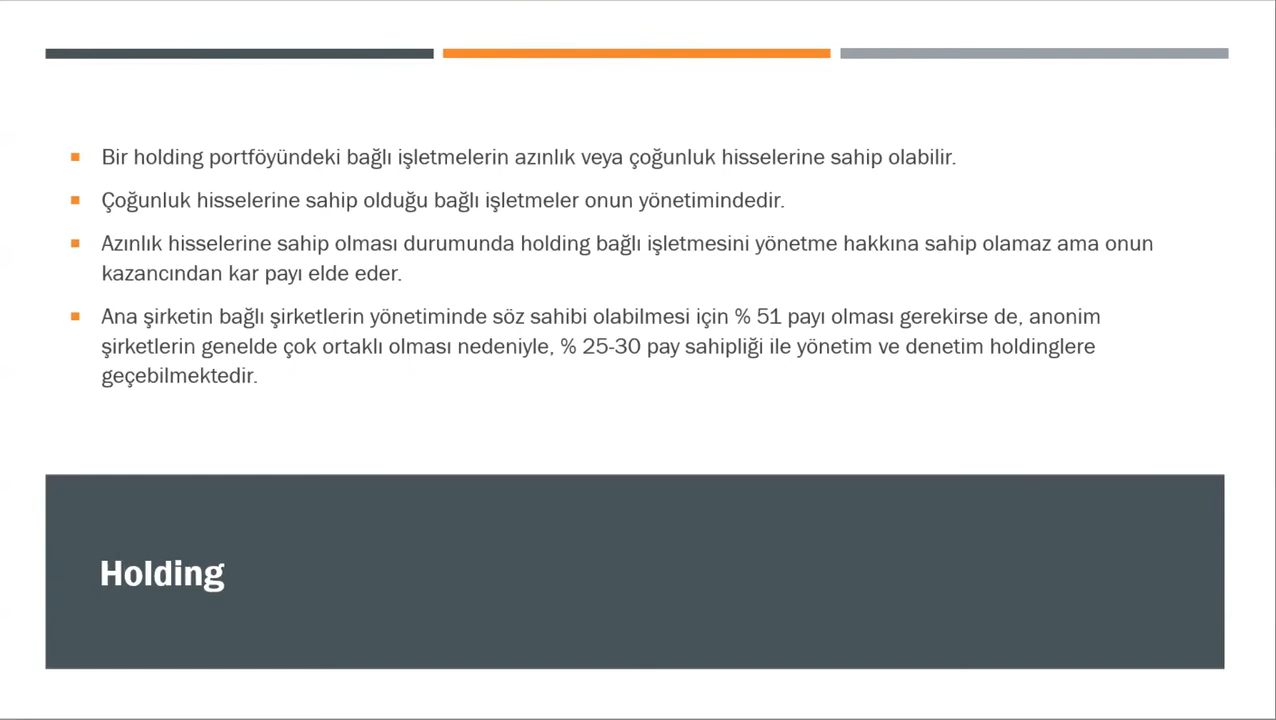 Bir holding portföyündeki bağlı işletmelerin azınlık veya çoğunluk hisselerine sahip olabilir.
Çoğunluk hisselerine sahip olduğu bağlı işletmeler onun yönetimindedir.
Azınlık hisselerine sahip olması durumunda holding bağlı işletmesini yönetme hakkına sahip olamaz ama onun
kazancından kar payı elde eder.
Ana şirketin bağlı şirketlerin yönetiminde söz sahibi olabilmesi için % 51 payı olması gerekirse de, anonim
şirketlerin genelde çok ortaklı olması nedeniyle, % 25-30 pay sahipliği ile yönetim ve denetim holdinglere
geçebilmektedir.
Holding